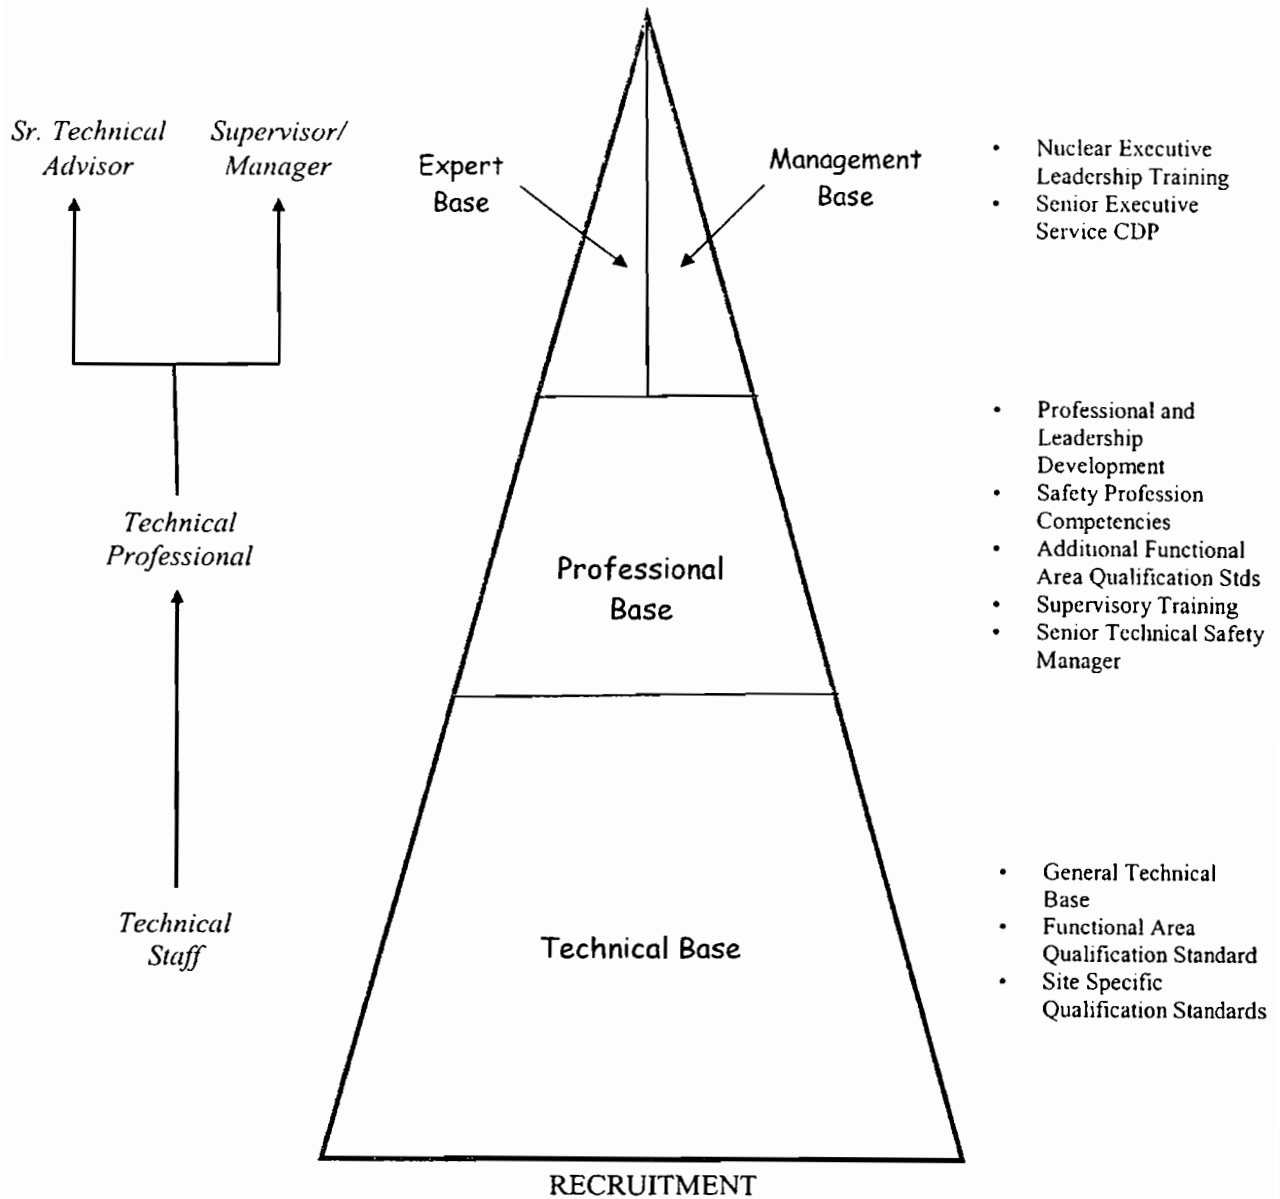 Sr. Technical
Advisor
Supervisor/
Manager
Expert
Base
Management
Base
• Nuclear Executive
Leadership Training
• Senior Executive
Service CDP
Technical
Professional
Professional
Base
• Professional and
Leadership
Development
• Safety Profession
Competencies
• Additional Functional
Area Qualification Stds
• Supervisory Training
• Senior Technical Safety
Manager
Technical
Staff
Technical Base
• General Technical
Base
• Functional Area
Qualification Standard
• Site Specific
Qualification Standards
RECRUITMENT